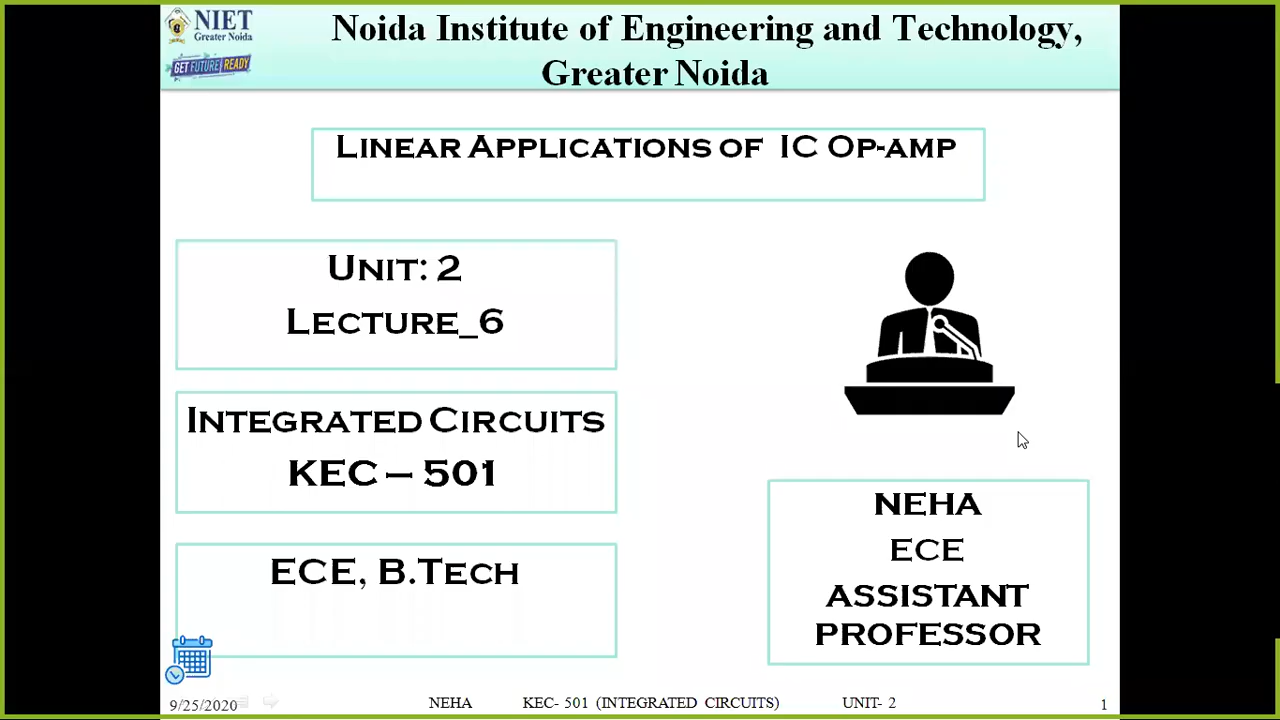 NIET
Greater Noida
GET FUTURE READY
Noida Institute of Engineering and Technology,
Greater Noida
Linear Applications of IC Op-amp
Unit: 2
Lecture_6
Integrated Circuits
KEC – 501
ECE, B.Tech
NEHA
ECE
ASSISTANT
PROFESSOR
9/25/2020 NEHA KEC- 501 (INTEGRATED CIRCUITS) UNIT- 2 1